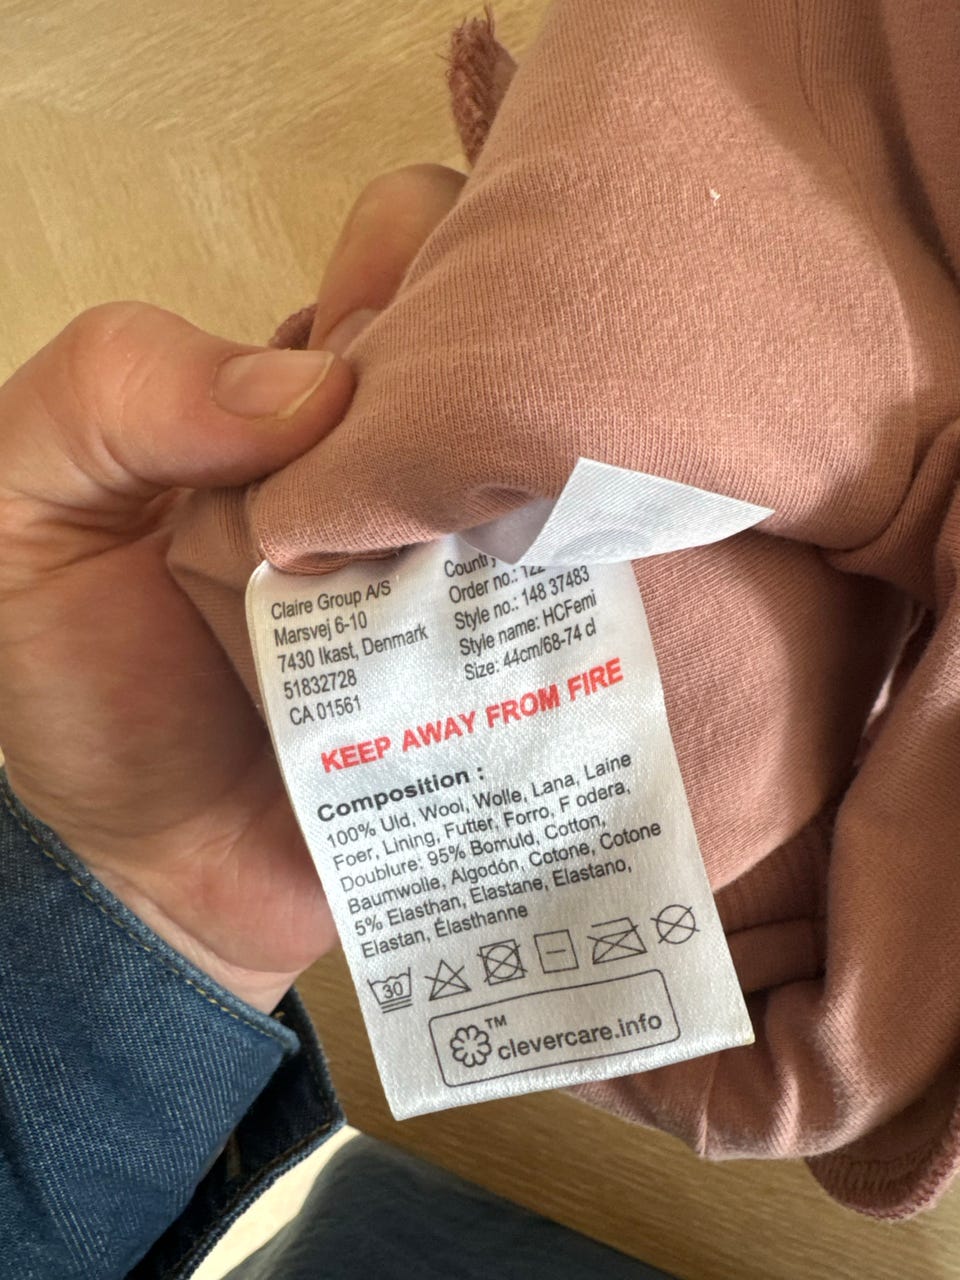 Claire Group A/S
Marsvej 6-10
7430 Ikast, Denmark
51832728
CA 01561
Country
Order no.:
Style no.: 148 37483
Style name: HCFemi
Size: 44cm/68-74 cl
KEEP AWAY FROM FIRE
Composition :
100% Uld, Wool, Wolle, Lana, Laine
Foer, Lining, Futter, Forro, F odera,
Doublure: 95% Bomuld, Cotton,
Baumwolle, Algodón, Cotone, Cotone
5% Elasthan, Elastane, Elastano,
Elastan, Élasthanne
30
TM
clevercare.info